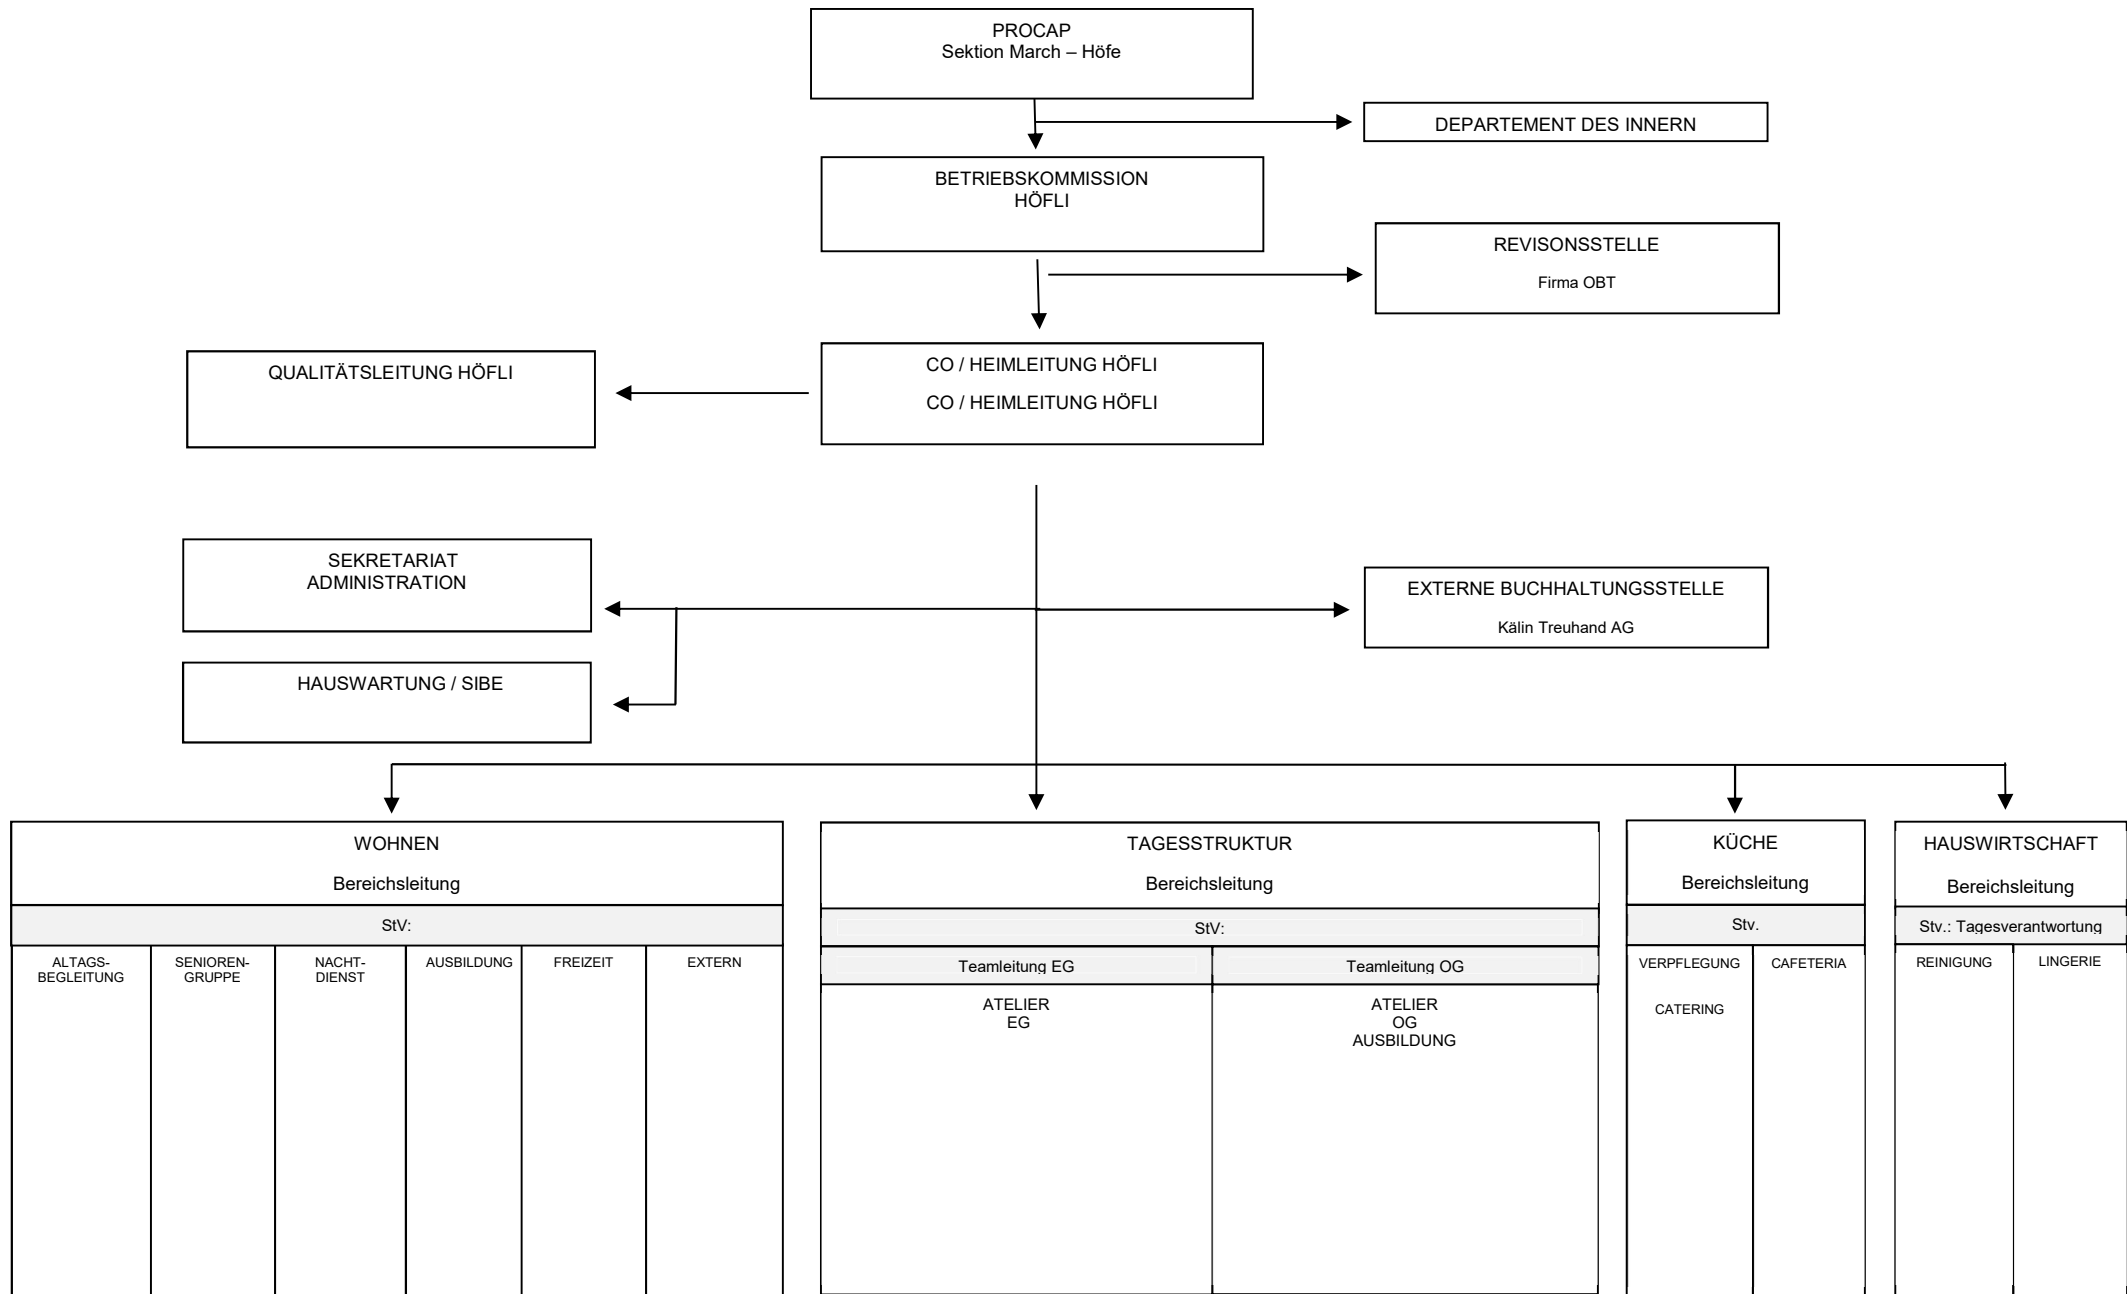 PROCAP
Sektion March – Höfe
DEPARTEMENT DES INNERN
BETRIEBSKOMMISSION
HÖFLI
REVISONSSTELLE
Firma OBT
QUALITÄTSLEITUNG HÖFLI
CO / HEIMLEITUNG HÖFLI
CO / HEIMLEITUNG HÖFLI
SEKRETARIAT
ADMINISTRATION
EXTERNE BUCHHALTUNGSSTELLE
Kälin Treuhand AG
HAUSWARTUNG / SIBE
WOHNEN
Bereichsleitung
StV:
ALTAGS-
BEGLEITUNG
SENIOREN-
GRUPPE
NACHT-
DIENST
AUSBILDUNG
FREIZEIT
EXTERN
TAGESSTRUKTUR
Bereichsleitung
StV:
Teamleitung EG
ATELIER
EG
Teamleitung OG
ATELIER
OG
AUSBILDUNG
KÜCHE
Bereichsleitung
Stv.
VERPFLEGUNG
CATERING
CAFETERIA
HAUSWIRTSCHAFT
Bereichsleitung
Stv.: Tagesverantwortung
REINIGUNG
LINGERIE